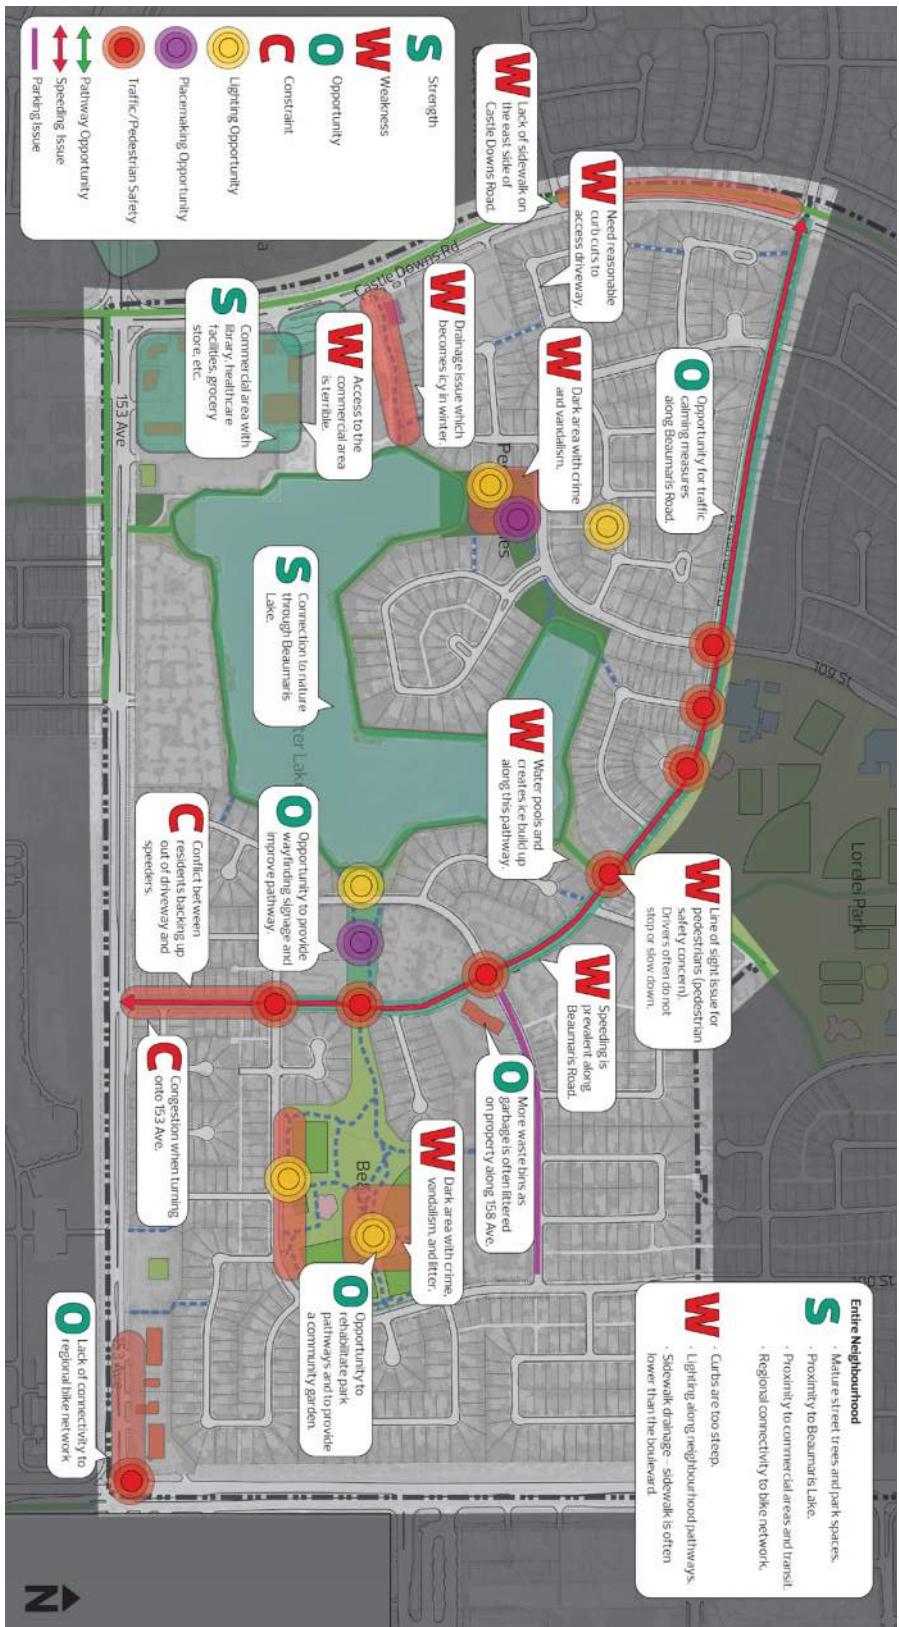 S
Strength
W
Weakness
O
Opportunity
C
Constraint
Lighting Opportunity
Placemaking Opportunity
Traffic/Pedestrian Safety
Pathway Opportunity
Speeding Issue
Parking Issue
W
Lack of sidewalk on
the east side of
Castle Downs Road.
W
Need reasonable
curb cuts to
access driveway.
Castle Downs Rd
W
Drainage issue which
becomes icy in winter.
W
Access to the
commercial area
is terrible.
S
Commercial area with
library, healthcare
facilities, grocery
store, etc.
153 Ave
W
Dark area with crime
and vandalism.
O
Opportunity for traffic
calming measures
along Beaumaris Road.
S
Connection to nature
through Beaumaris
Lake.
109 St
Lorelei Park
W
Water pools and
creates ice build up
along this pathway.
W
Line of sight issue for
pedestrians (pedestrian
safety concern).
Drivers often do not
stop or slow down.
O
Opportunity to provide
wayfinding signage and
improve pathway.
C
Conflict between
residents backing up
out of driveway and
speeders.
W
Speeding is
prevalent along
Beaumaris Road.
O
More waste bins as
garbage is often littered
on property along 158 Ave.
C
Congestion when turning
onto 153 Ave.
W
Dark area with crime,
vandalism, and litter.
O
Opportunity to
rehabilitate park
pathways and to provide
a community garden.
O
Lack of connectivity to
regional bike network
153 Ave
Entire Neighbourhood
S
· Mature street trees and park spaces.
· Proximity to Beaumaris Lake.
· Proximity to commercial areas and transit.
· Regional connectivity to bike network.
W
· Curbs are too steep.
· Lighting along neighbourhood pathways.
· Sidewalk drainage – sidewalk is often
lower than the boulevard.
N